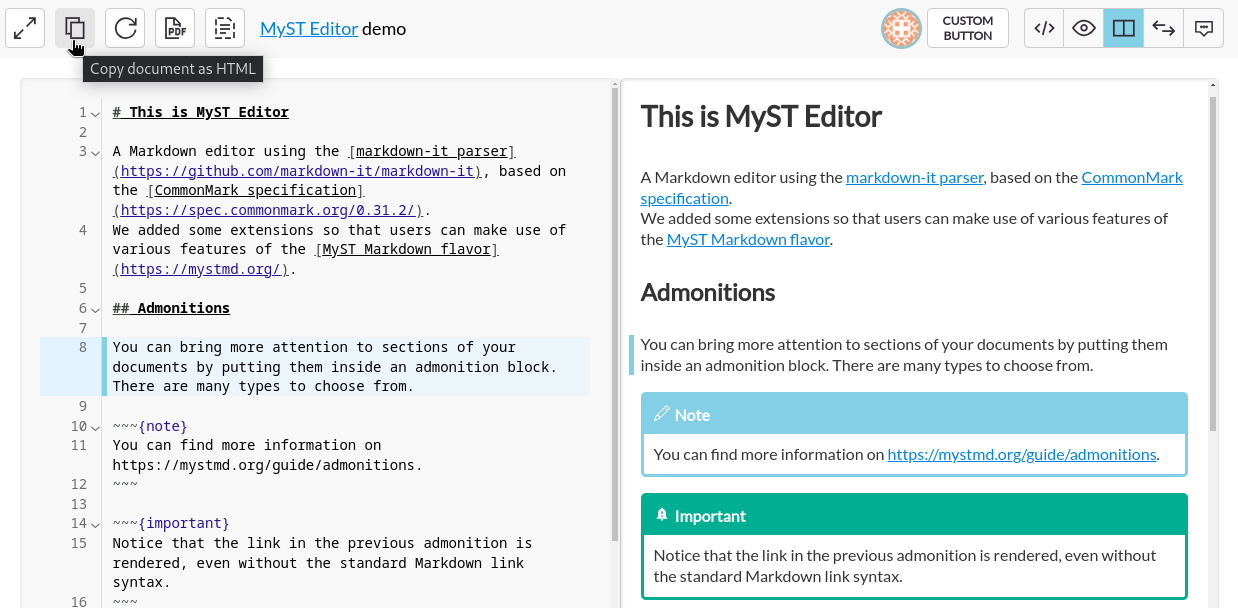 PDF
MyST Editor demo
CUSTOM
BUTTON
Copy document as HTML
1 # This is MyST Editor
2
3 A Markdown editor using the [markdown-it parser]
(https://github.com/markdown-it/markdown-it), based on
the [CommonMark specification]
(https://spec.commonmark.org/0.31.2/).
4 We added some extensions so that users can make use of
various features of the [MyST Markdown flavor]
(https://mystmd.org/).
5
6 ## Admonitions
7
8 You can bring more attention to sections of your
documents by putting them inside an admonition block.
There are many types to choose from.
9
10 ~~~{note}
11 You can find more information on
https://mystmd.org/guide/admonitions.
12 ~~~
13
14 ~~~{important}
15 Notice that the link in the previous admonition is
rendered, even without the standard Markdown link
syntax.
16 ~~~
This is MyST Editor
A Markdown editor using the markdown-it parser, based on the CommonMark
specification.
We added some extensions so that users can make use of various features of
the MyST Markdown flavor.
Admonitions
You can bring more attention to sections of your documents by putting them
inside an admonition block. There are many types to choose from.
Note
You can find more information on https://mystmd.org/guide/admonitions.
Important
Notice that the link in the previous admonition is rendered, even without
the standard Markdown link syntax.